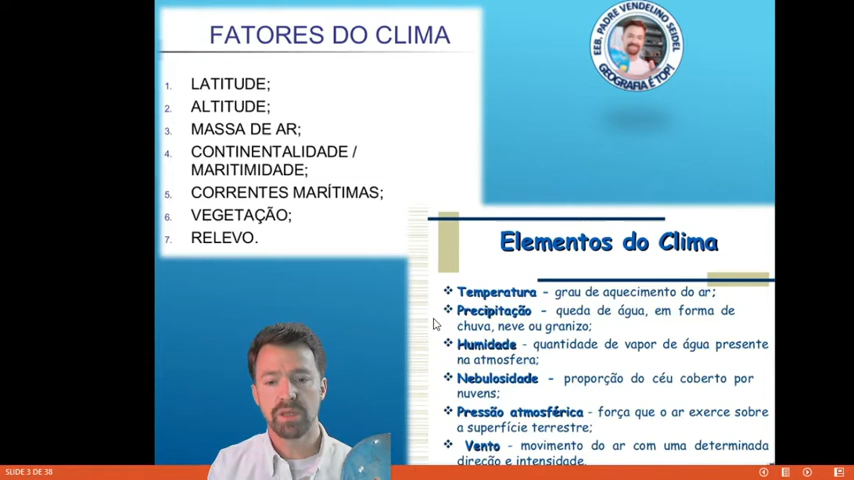 FATORES DO CLIMA
1. LATITUDE;
2. ALTITUDE;
3. MASSA DE AR;
4. CONTINENTALIDADE /
MARITIMIDADE;
5. CORRENTES MARÍTIMAS;
6. VEGETAÇÃO;
7. RELEVO.
EEB. PADRE VENDELINO SEIDEL
GEOGRAFIA É TOP!
Elementos do Clima
❖ Temperatura - grau de aquecimento do ar;
❖ Precipitação - queda de água, em forma de
chuva, neve ou granizo;
❖ Humidade - quantidade de vapor de água presente
na atmosfera;
❖ Nebulosidade - proporção do céu coberto por
nuvens;
❖ Pressão atmosférica - força que o ar exerce sobre
a superfície terrestre;
❖ Vento - movimento do ar com uma determinada
direção e intensidade.
SLIDE 3 DE 38